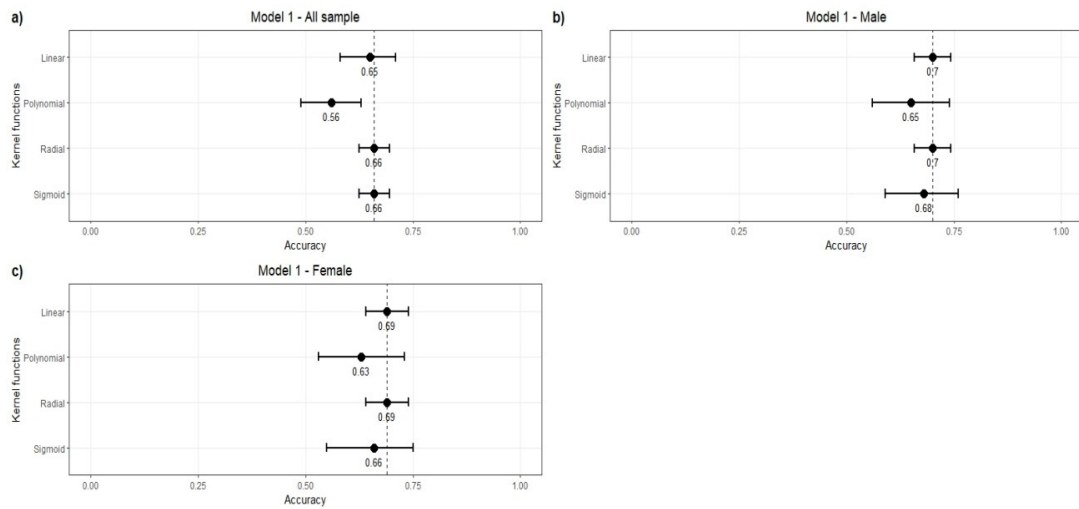 a)
Model 1 - All sample
Kernel functions
Linear
0.65
Polynomial
0.56
Radial
0.66
Sigmoid
0.66
0.00
0.25
0.50
0.75
1.00
Accuracy
b)
Model 1 - Male
Kernel functions
Linear
0.7
Polynomial
0.65
Radial
0.7
Sigmoid
0.68
0.00
0.25
0.50
0.75
1.00
Accuracy
c)
Model 1 - Female
Kernel functions
Linear
0.69
Polynomial
0.63
Radial
0.69
Sigmoid
0.66
0.00
0.25
0.50
0.75
1.00
Accuracy